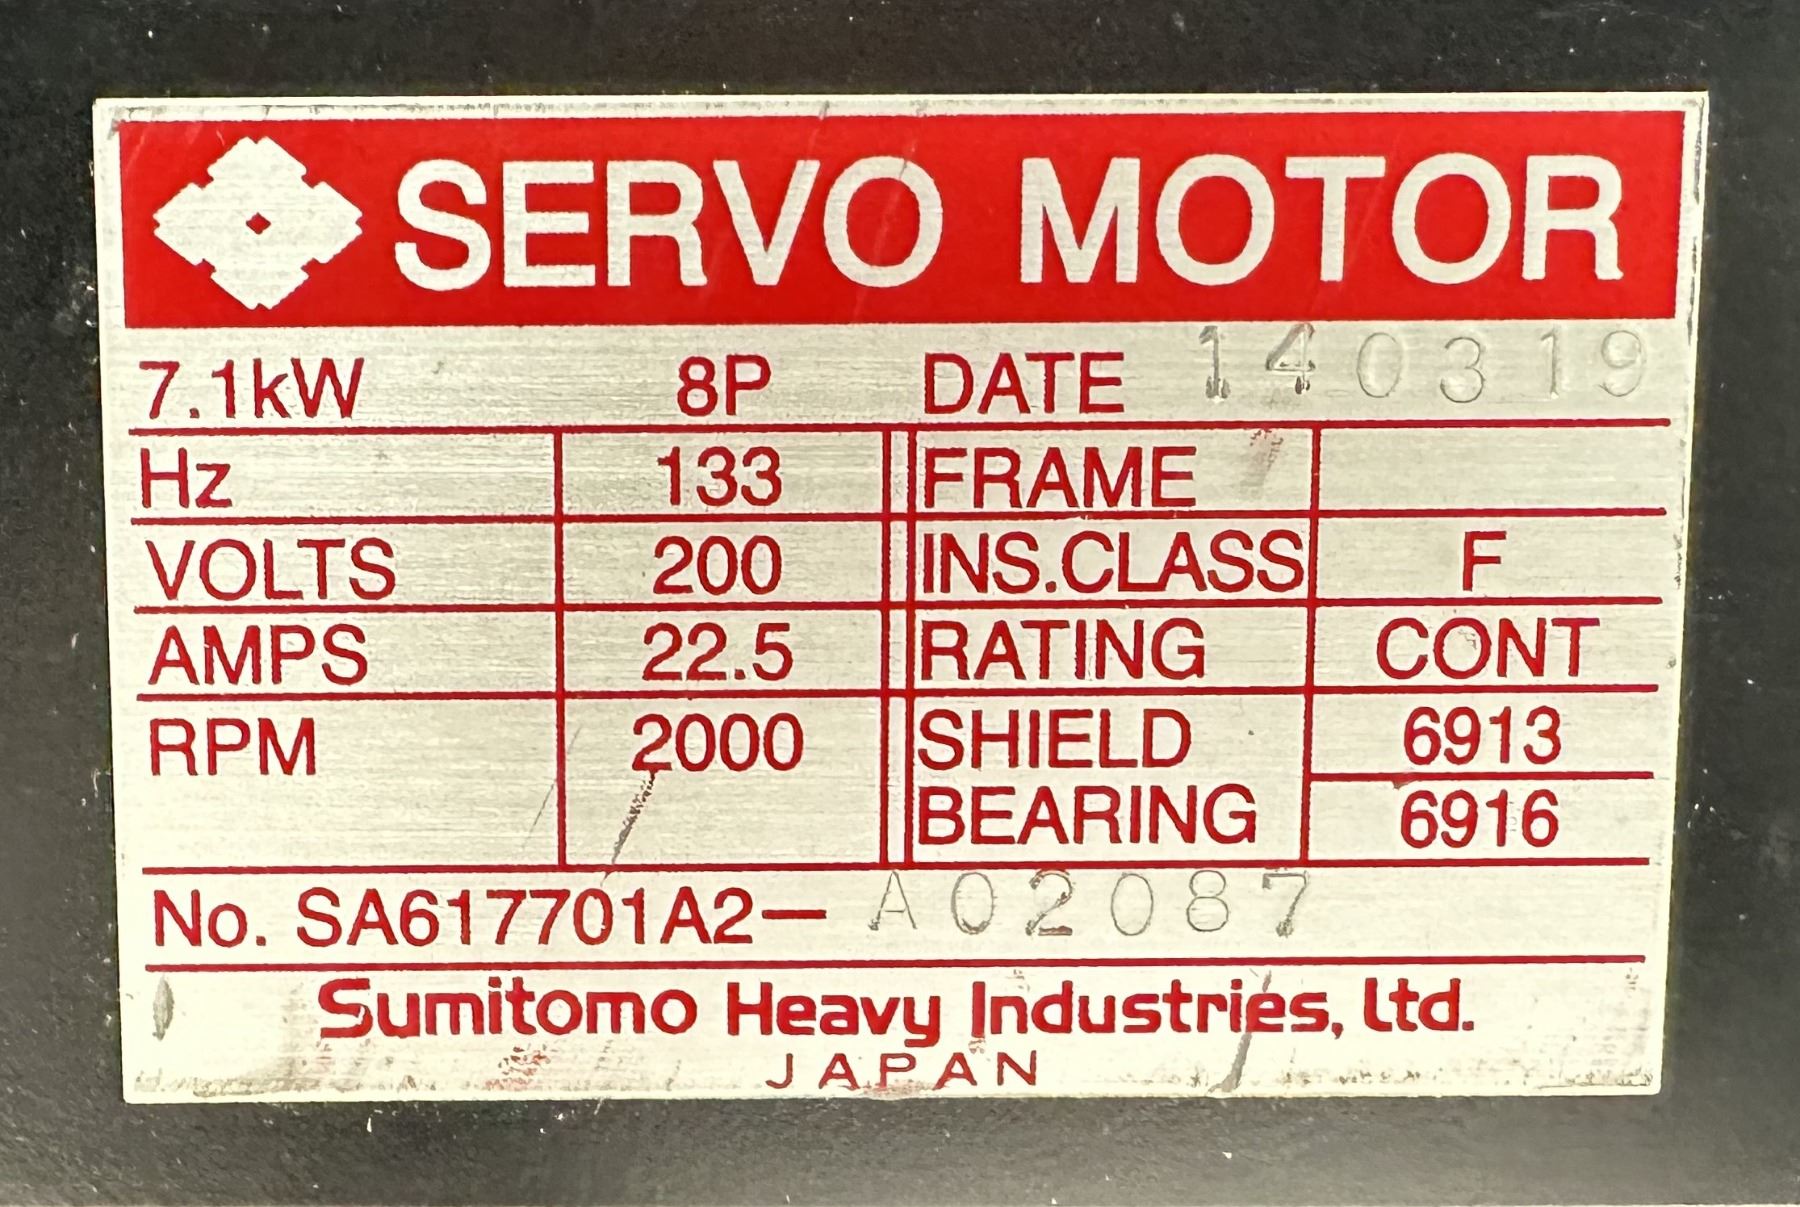 SERVO MOTOR
7.1kW 8P DATE 140319
Hz 133 FRAME
VOLTS 200 INS.CLASS F
AMPS 22.5 RATING CONT
RPM 2000 SHIELD 6913
BEARING 6916
No. SA617701A2— A02087
Sumitomo Heavy Industries, Ltd.
JAPAN